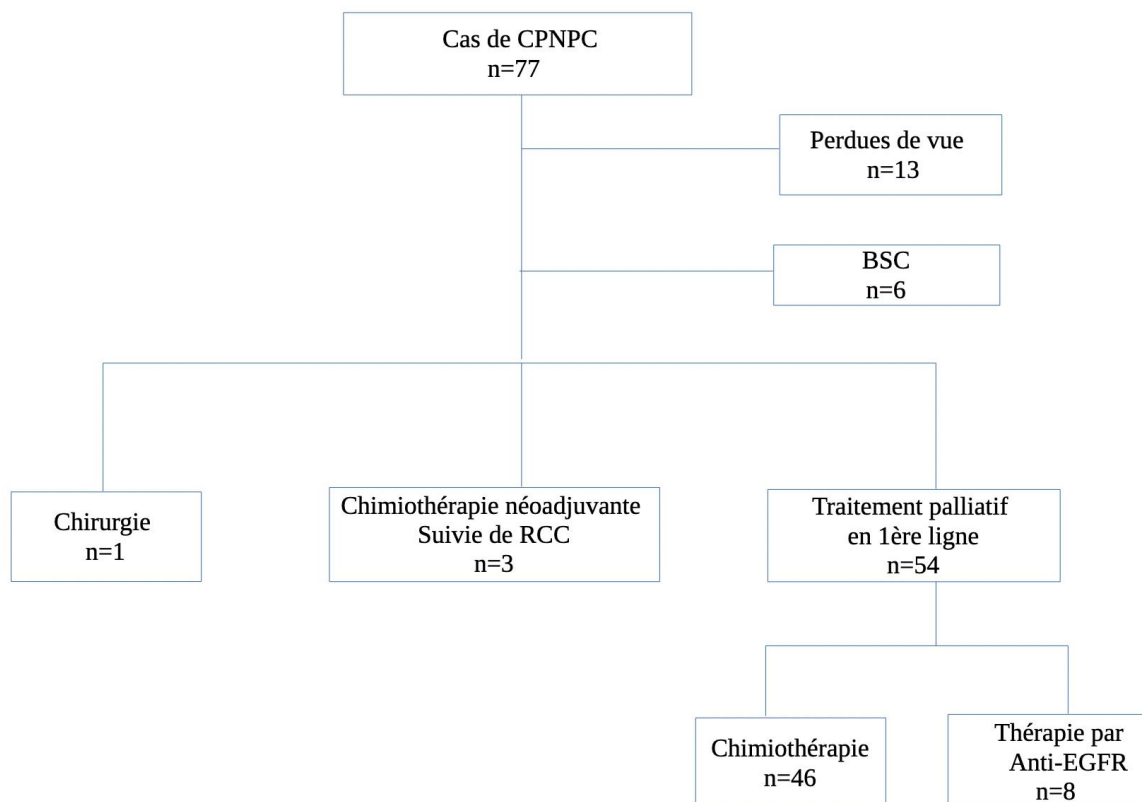 Cas de CPNPC
n=77
Perdues de vue
n=13
BSC
n=6
Chirurgie
n=1
Chimiothérapie néoadjuvante
Suivie de RCC
n=3
Traitement palliatif
en 1ère ligne
n=54
Chimiothérapie
n=46
Thérapie par
Anti-EGFR
n=8